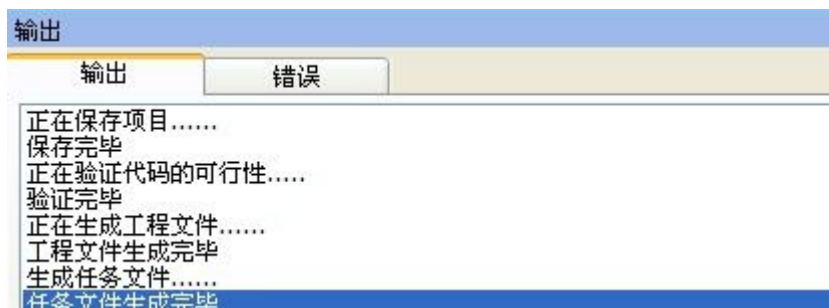 输出
输出 错误
正在保存项目......
保存完毕
正在验证代码的可行性.....
验证完毕
正在生成工程文件......
工程文件生成完毕
生成任务文件......
任务文件生成完毕